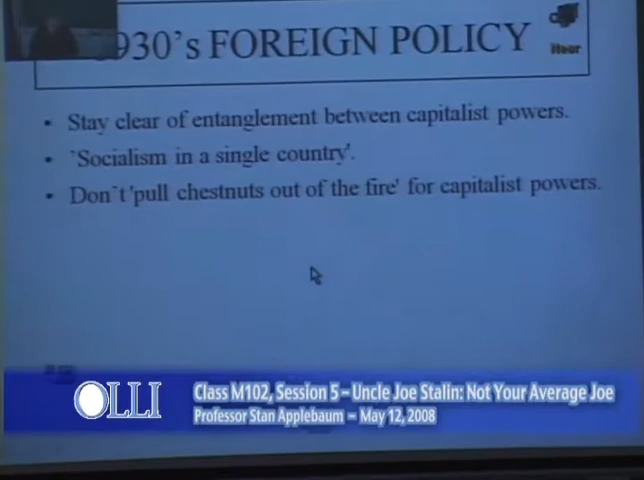 930's FOREIGN POLICY
Hear
• Stay clear of entanglement between capitalist powers.
• `Socialism in a single country'.
• Don`t 'pull chestnuts out of the fire' for capitalist powers.
OLLI
Class M102, Session 5 – Uncle Joe Stalin: Not Your Average Joe
Professor Stan Applebaum – May 12, 2008